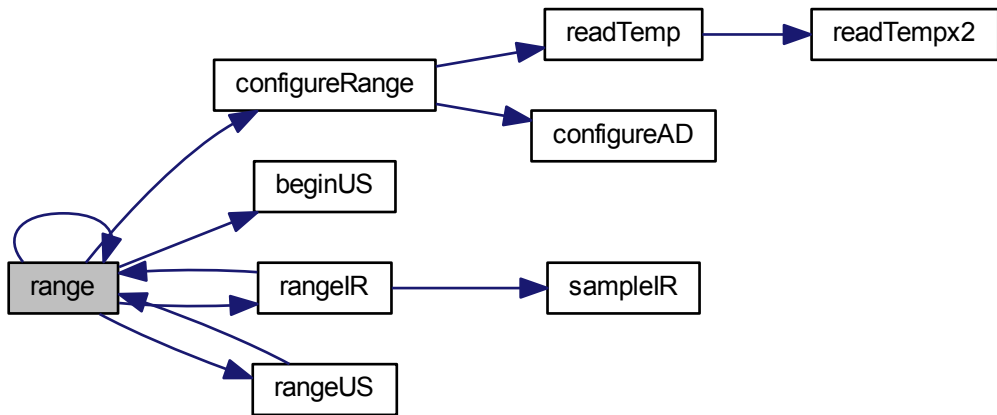 readTemp
readTempx2
configureRange
configureAD
beginUS
range
rangeIR
sampleIR
rangeUS